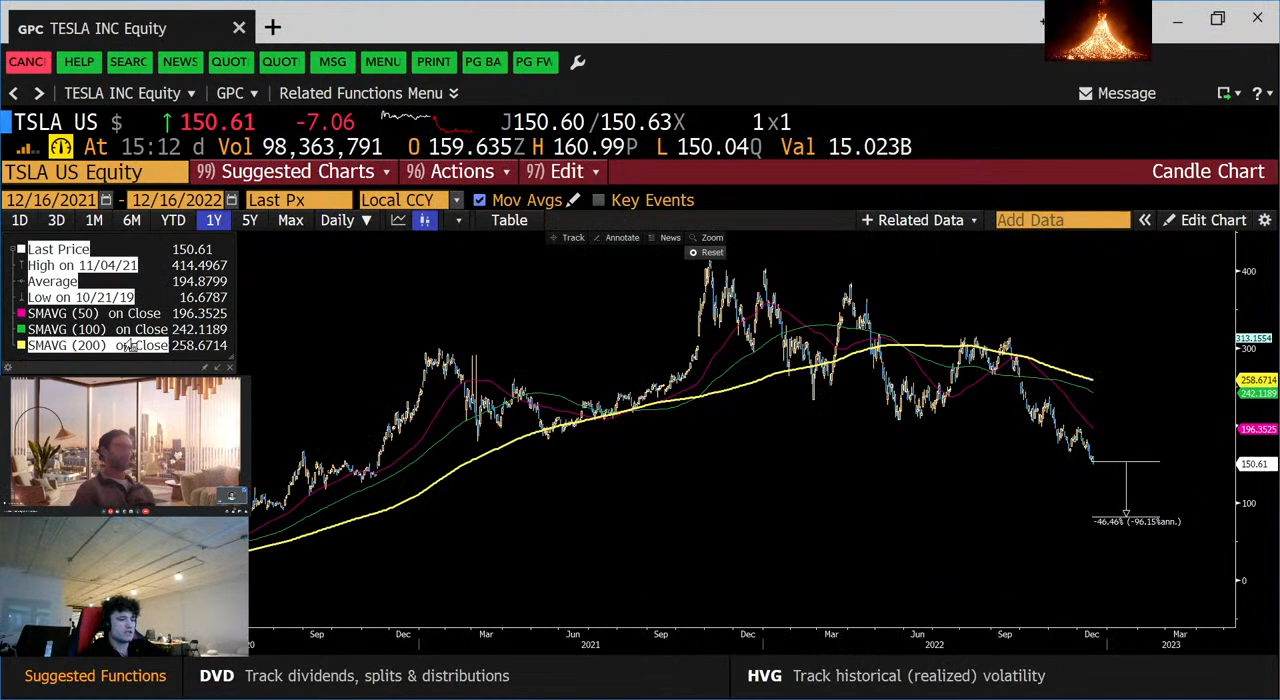 GPC TESLA INC Equity
CANC HELP SEARC NEWS QUOT QUOT MSG MENU PRINT PG BA PG FW
TESLA INC Equity GPC Related Functions Menu Message ?
TSLA US $ ↑ 150.61 -7.06 J150.60/150.63X 1x1
At 15:12 d Vol 98,363,791 O 159.635Z H 160.99P L 150.04Q Val 15.023B
TSLA US Equity 99) Suggested Charts 96) Actions 97) Edit Candle Chart
12/16/2021 - 12/16/2022 Last Px Local CCY Mov Avgs Key Events
1D 3D 1M 6M YTD 1Y 5Y Max Daily ▼ Table + Related Data Add Data « Edit Chart
Track Annotate News Zoom
Reset
Last Price 150.61
High on 11/04/21 414.4967
Average 194.8799
Low on 10/21/19 16.6787
SMAVG (50) on Close 196.3525
SMAVG (100) on Close 242.1189
SMAVG (200) on Close 258.6714
400
313.1554
300
258.6714
242.1189
196.3525
150.61
100
0
-46.46% (-96.15%ann.)
Sep Dec Mar Jun Sep Dec Mar Jun Sep Dec Mar
20 2021 2022 2023
Suggested Functions DVD Track dividends, splits & distributions HVG Track historical (realized) volatility